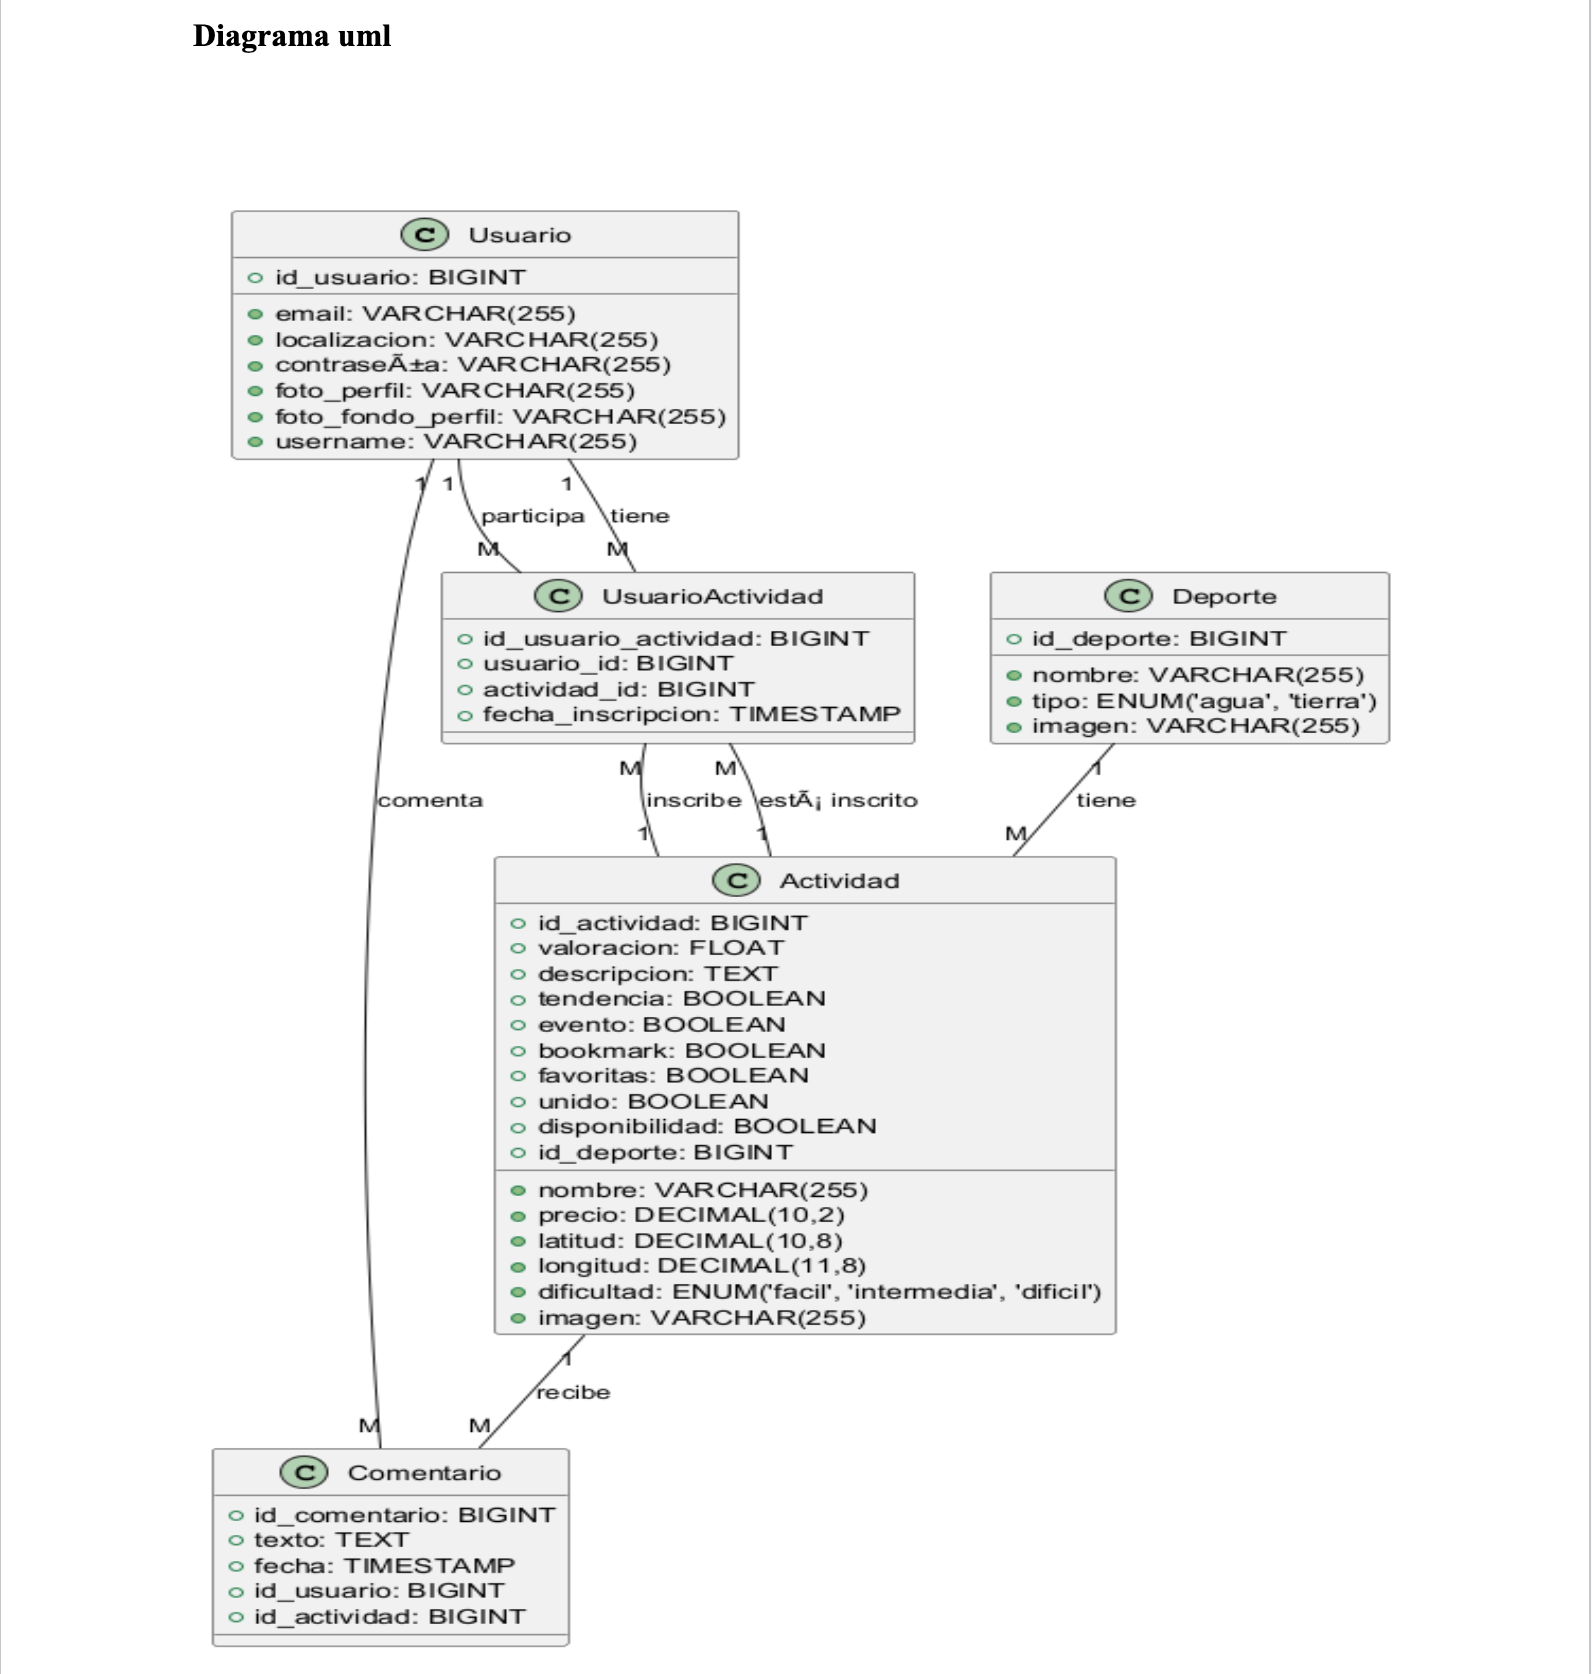 Diagrama uml
C Usuario
id_usuario: BIGINT
email: VARCHAR(255)
localizacion: VARCHAR(255)
contraseÃ±a: VARCHAR(255)
foto_perfil: VARCHAR(255)
foto_fondo_perfil: VARCHAR(255)
username: VARCHAR(255)
1 1 1
participa tiene
M M
C UsuarioActividad
id_usuario_actividad: BIGINT
usuario_id: BIGINT
actividad_id: BIGINT
fecha_inscripcion: TIMESTAMP
C Deporte
id_deporte: BIGINT
nombre: VARCHAR(255)
tipo: ENUM('agua', 'tierra')
imagen: VARCHAR(255)
M M 1
comenta inscribe estÃ¡ inscrito tiene
1 1 M
C Actividad
id_actividad: BIGINT
valoracion: FLOAT
descripcion: TEXT
tendencia: BOOLEAN
evento: BOOLEAN
bookmark: BOOLEAN
favoritas: BOOLEAN
unido: BOOLEAN
disponibilidad: BOOLEAN
id_deporte: BIGINT
nombre: VARCHAR(255)
precio: DECIMAL(10,2)
latitud: DECIMAL(10,8)
longitud: DECIMAL(11,8)
dificultad: ENUM('facil', 'intermedia', 'dificil')
imagen: VARCHAR(255)
1
recibe
M M
C Comentario
id_comentario: BIGINT
texto: TEXT
fecha: TIMESTAMP
id_usuario: BIGINT
id_actividad: BIGINT